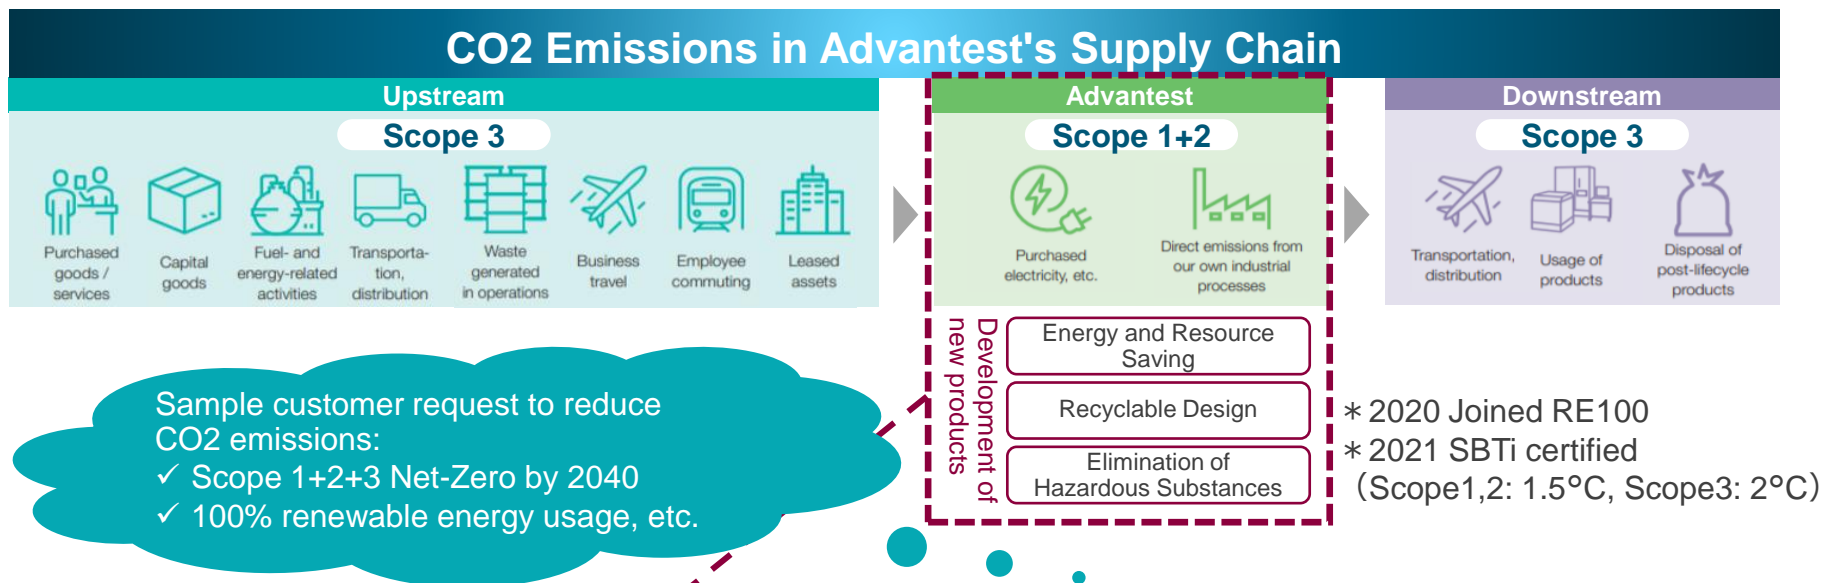 CO2 Emissions in Advantest's Supply Chain
Upstream
Scope 3
Purchased
goods /
services
Capital
goods
Fuel- and
energy-related
activities
Transporta-
tion,
distribution
Waste
generated
in operations
Business
travel
Employee
commuting
Leased
assets
Advantest
Scope 1+2
Purchased
electricity, etc.
Direct emissions from
our own industrial
processes
Downstream
Scope 3
Transportation,
distribution
Usage of
products
Disposal of
post-lifecycle
products
Development of
new products
Energy and Resource
Saving
Recyclable Design
Elimination of
Hazardous Substances
Sample customer request to reduce
CO2 emissions:
✓ Scope 1+2+3 Net-Zero by 2040
✓ 100% renewable energy usage, etc.
＊2020 Joined RE100
＊2021 SBTi certified
（Scope1,2: 1.5°C, Scope3: 2°C）